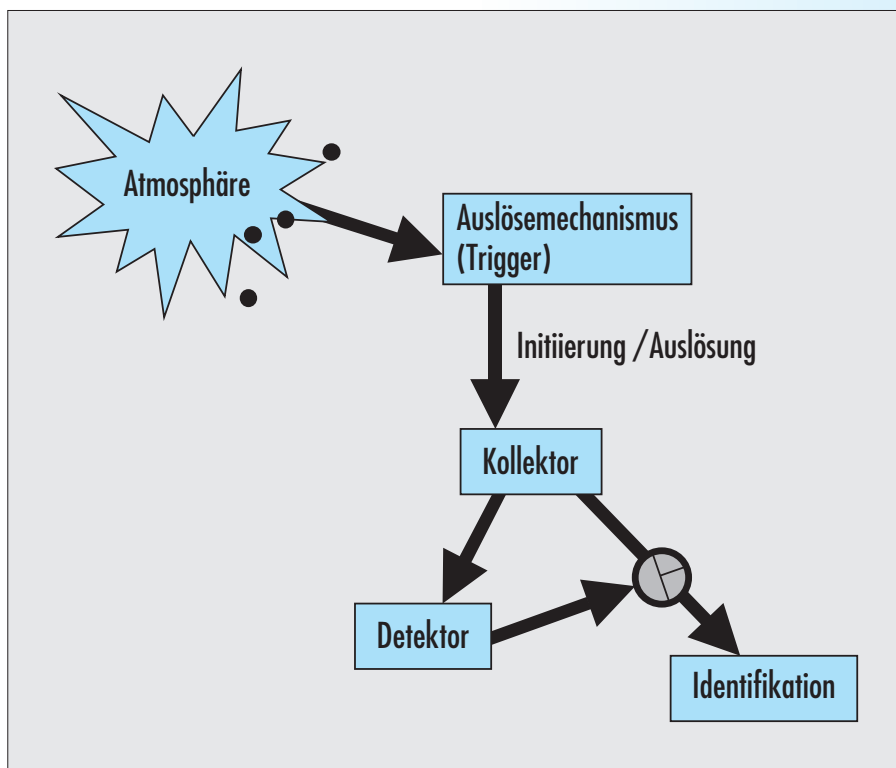 Atmosphäre
Auslösemechanismus
(Trigger)
Initiierung / Auslösung
Kollektor
Detektor
Identifikation